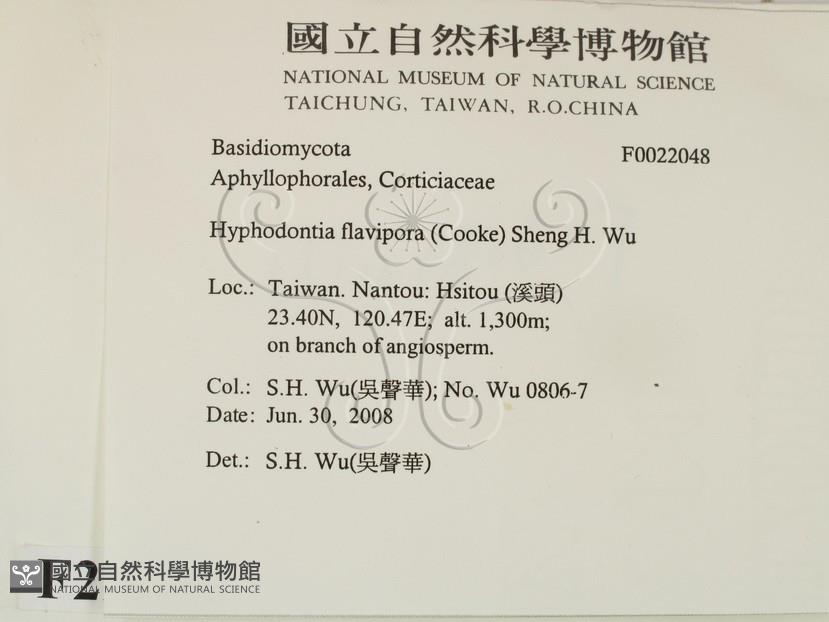 國立自然科學博物館
NATIONAL MUSEUM OF NATURAL SCIENCE
TAICHUNG, TAIWAN, R.O.CHINA
Basidiomycota F0022048
Aphyllophorales, Corticiaceae
Hyphodontia flavipora (Cooke) Sheng H. Wu
Loc.: Taiwan. Nantou: Hsitou (溪頭)
23.40N, 120.47E; alt. 1,300m;
on branch of angiosperm.
Col.: S.H. Wu(吳聲華); No. Wu 0806-7
Date: Jun. 30, 2008
Det.: S.H. Wu(吳聲華)
F2
國立自然科學博物館
NATIONAL MUSEUM OF NATURAL SCIENCE